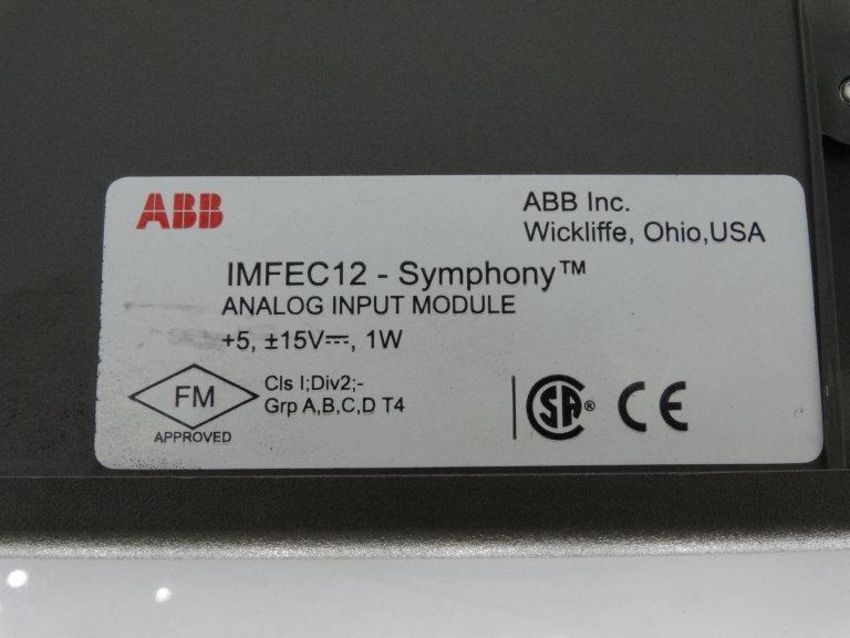 ABB
ABB Inc.
Wickliffe, Ohio,USA
IMFEC12 - Symphony™
ANALOG INPUT MODULE
+5, ±15V⎓, 1W
FM
APPROVED
Cls I;Div2;-
Grp A,B,C,D T4
CSA®
CE